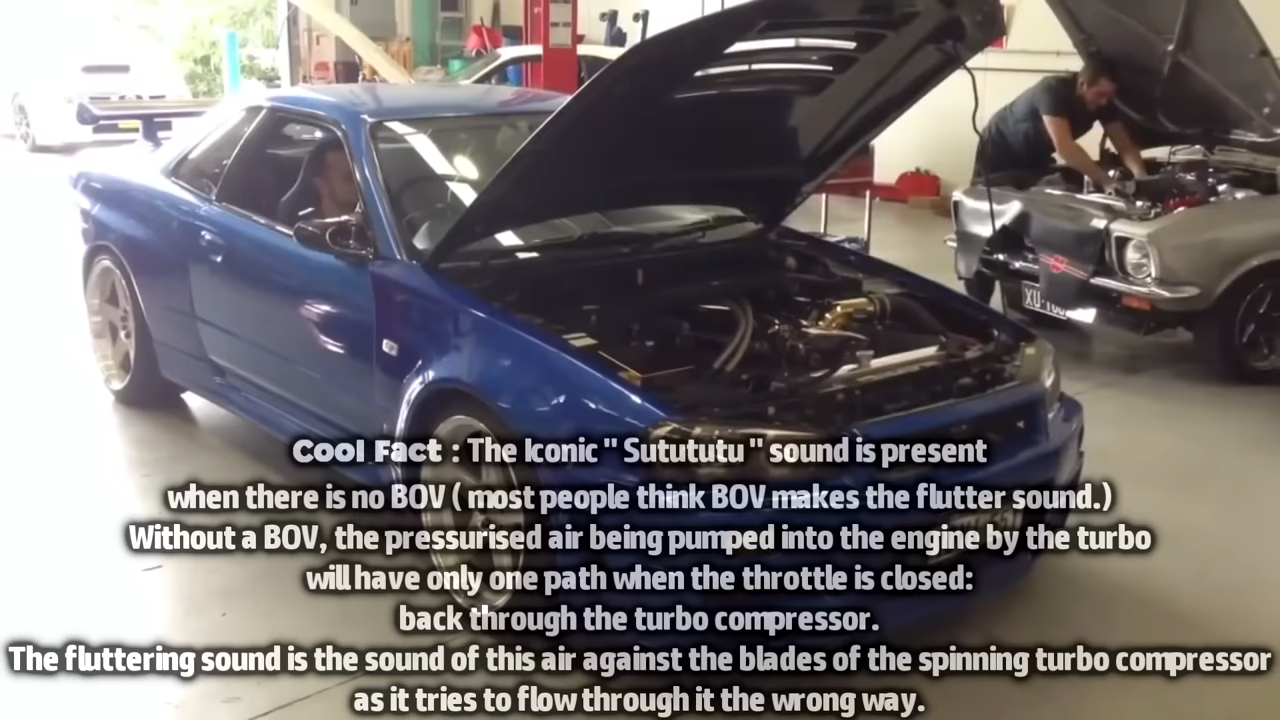 Cool Fact : The Iconic " Sutututu " sound is present
when there is no BOV ( most people think BOV makes the flutter sound.)
Without a BOV, the pressurised air being pumped into the engine by the turbo
will have only one path when the throttle is closed:
back through the turbo compressor.
The fluttering sound is the sound of this air against the blades of the spinning turbo compressor
as it tries to flow through it the wrong way.